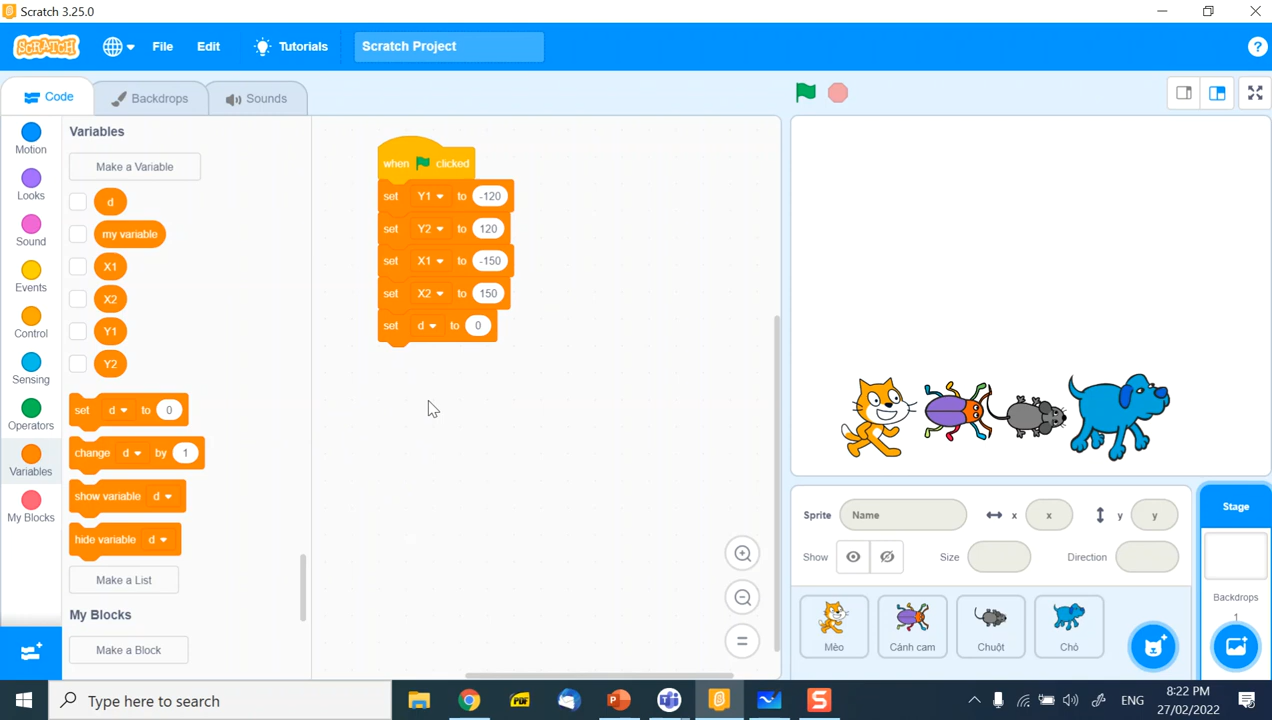 Scratch 3.25.0
SCRATCH
File
Edit
Tutorials
Scratch Project
?
Code
Backdrops
Sounds
Motion
Looks
Sound
Events
Control
Sensing
Operators
Variables
My Blocks
Variables
Make a Variable
d
my variable
X1
X2
Y1
Y2
set d to 0
change d by 1
show variable d
hide variable d
Make a List
My Blocks
Make a Block
when clicked
set Y1 to -120
set Y2 to 120
set X1 to -150
set X2 to 150
set d to 0
Sprite Name x x y y
Show Size Direction
Mèo
Cánh cam
Chuột
Chó
Stage
Backdrops
1
Type here to search
PDF
S
ENG
8:22 PM
27/02/2022